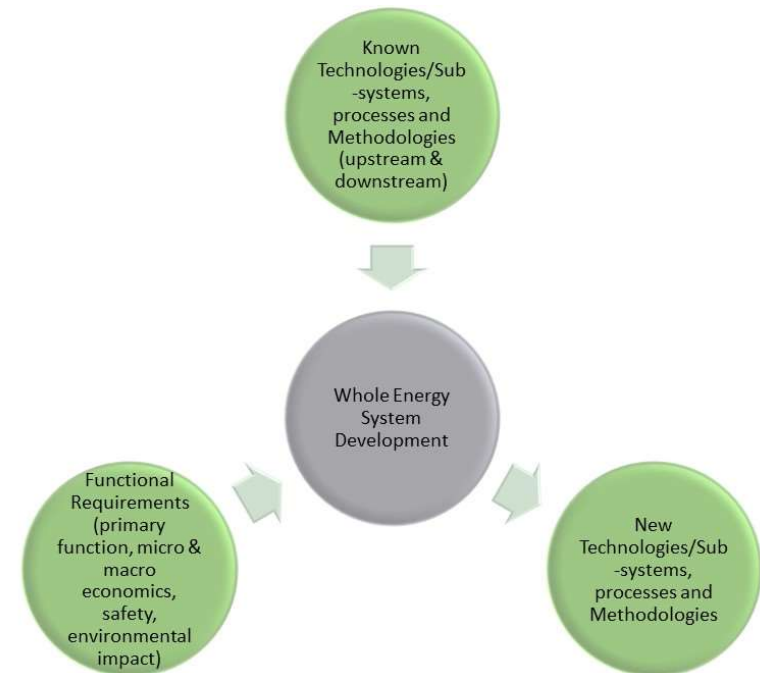 Known
Technologies/Sub
-systems,
processes and
Methodologies
(upstream &
downstream)
Whole Energy
System
Development
Functional
Requirements
(primary
function, micro &
macro
economics,
safety,
environmental
impact)
New
Technologies/Sub
-systems,
processes and
Methodologies